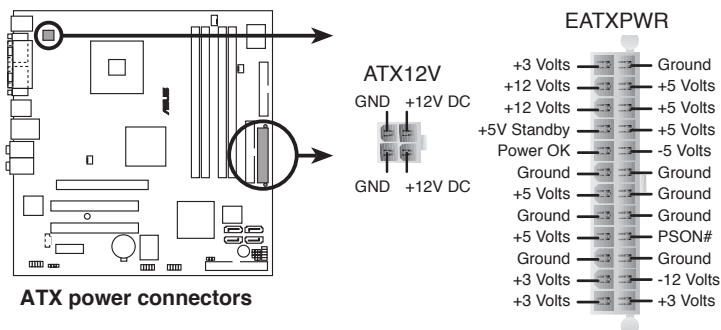 EATXPWR
ATX12V
GND +12V DC
GND +12V DC
+3 Volts Ground
+12 Volts +5 Volts
+12 Volts +5 Volts
+5V Standby +5 Volts
Power OK -5 Volts
Ground Ground
+5 Volts Ground
Ground Ground
+5 Volts PSON#
Ground Ground
+3 Volts -12 Volts
+3 Volts +3 Volts
ASUS
ATX power connectors